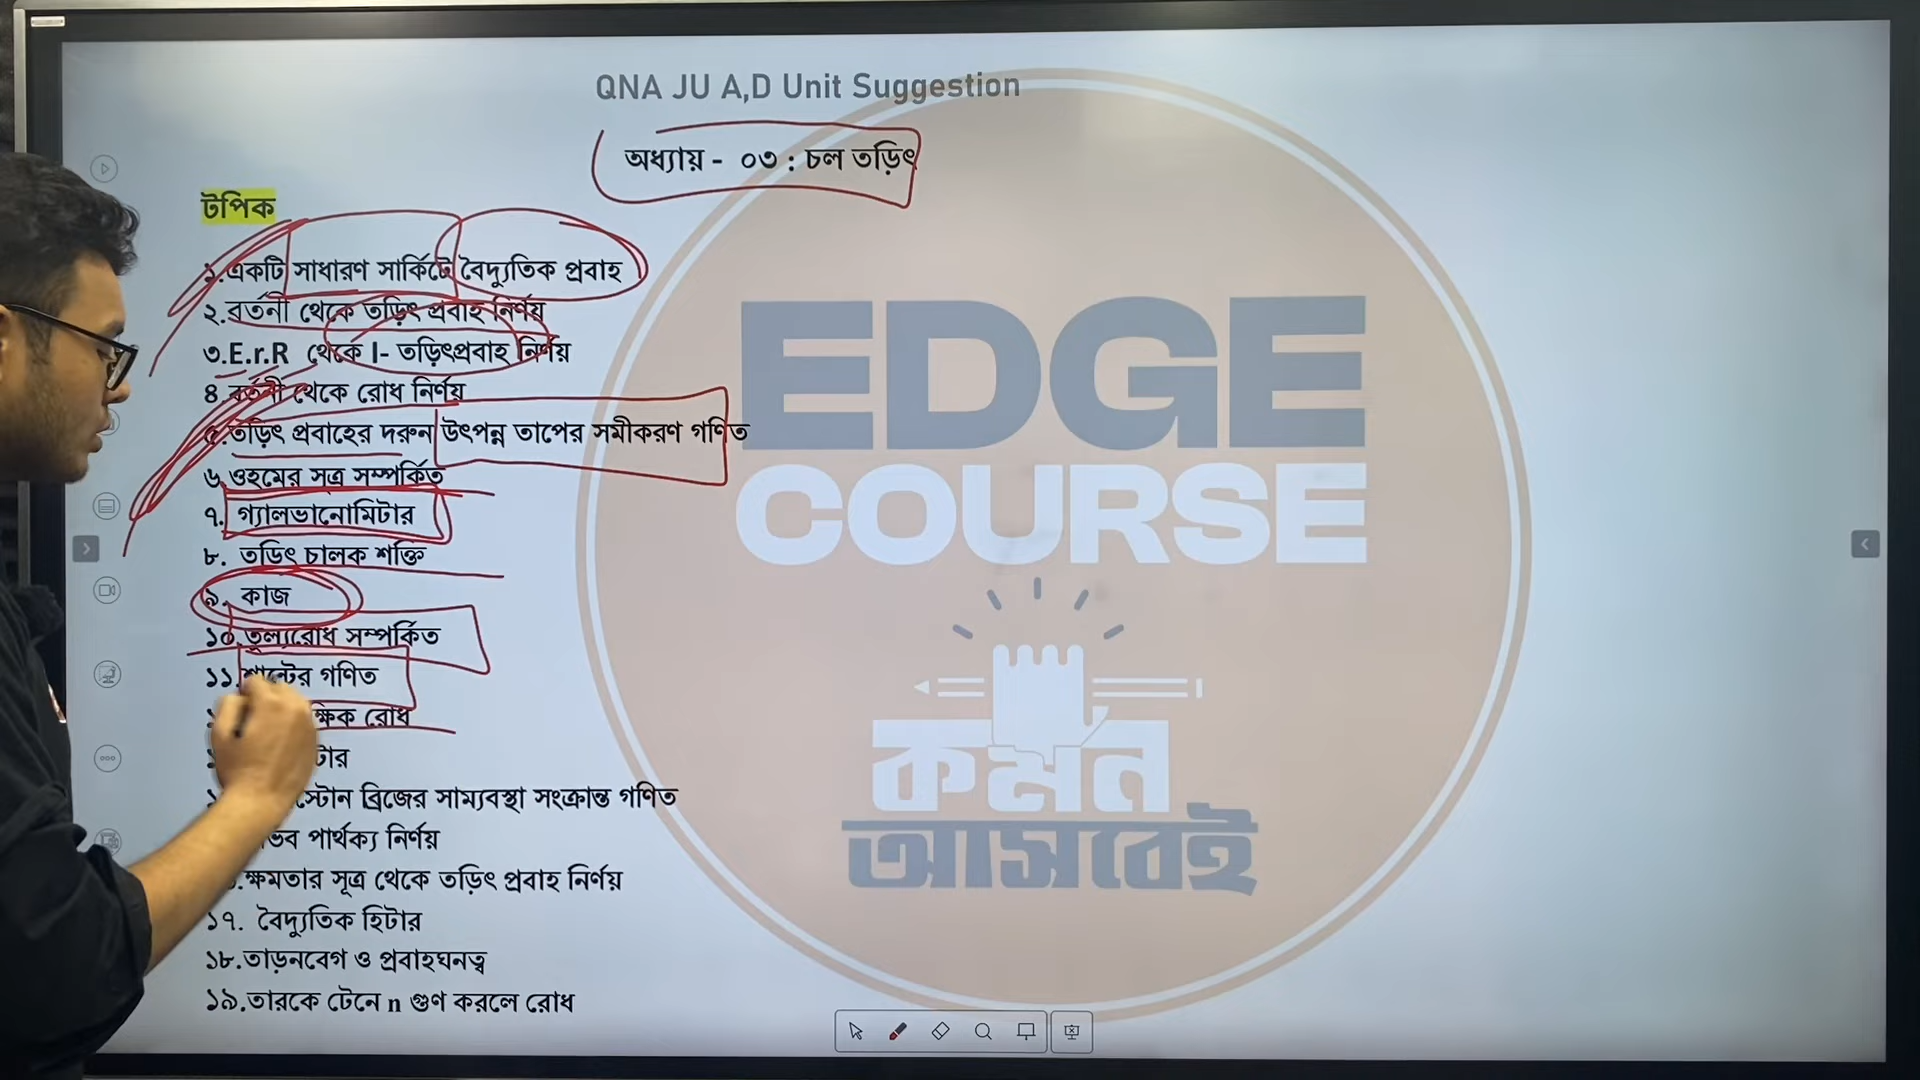 QNA JU A,D Unit Suggestion
অধ্যায় - ০৩ : চল তড়িৎ
টপিক
১.একটি সাধারণ সার্কিটে বৈদ্যুতিক প্রবাহ
২.বর্তনী থেকে তড়িৎ প্রবাহ নির্ণয়
৩.E.r.R থেকে I- তড়িৎপ্রবাহ নির্ণয়
৪.বর্তনী থেকে রোধ নির্ণয়
৫.তড়িৎ প্রবাহের দরুন উৎপন্ন তাপের সমীকরণ গণিত
৬.ওহমের সূত্র সম্পর্কিত
৭. গ্যালভানোমিটার
৮. তড়িৎ চালক শক্তি
৯. কাজ
১০.তুল্যরোধ সম্পর্কিত
১১.শান্টের গণিত
রোধ
ব্রিজের সাম্যবস্থা সংক্রান্ত গণিত
পার্থক্য নির্ণয়
ক্ষমতার সূত্র থেকে তড়িৎ প্রবাহ নির্ণয়
১৭. বৈদ্যুতিক হিটার
১৮.তাড়নবেগ ও প্রবাহঘনত্ব
১৯.তারকে টেনে n গুণ করলে রোধ
EDGE
COURSE
কমন
আসবেই